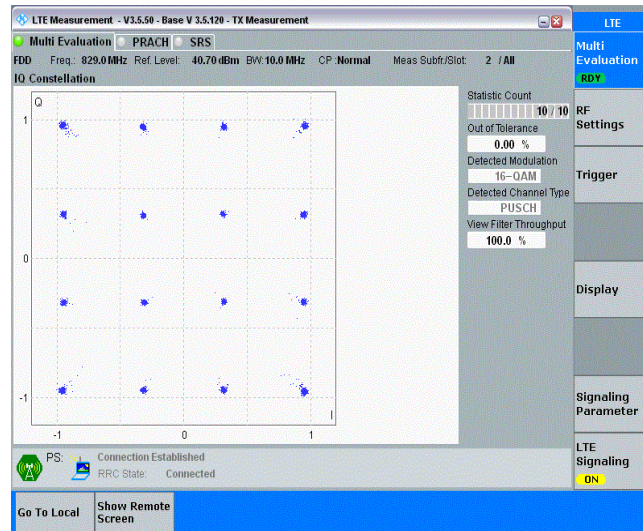 LTE Measurement - V3.5.50 - Base V 3.5.120 - TX Measurement
LTE
Multi Evaluation PRACH SRS
Multi
Evaluation
RDY
FDD Freq.: 829.0 MHz Ref. Level: 40.70 dBm BW: 10.0 MHz CP : Normal Meas Subfr./Slot: 2 / All
IQ Constellation
Q
1
0
-1
-1 0 1
I
Statistic Count
10 / 10
Out of Tolerance
0.00 %
Detected Modulation
16-QAM
Detected Channel Type
PUSCH
View Filter Throughput
100.0 %
RF
Settings
Trigger
Display
Signaling
Parameter
LTE
Signaling
ON
PS: Connection Established
RRC State: Connected
Go To Local
Show Remote
Screen